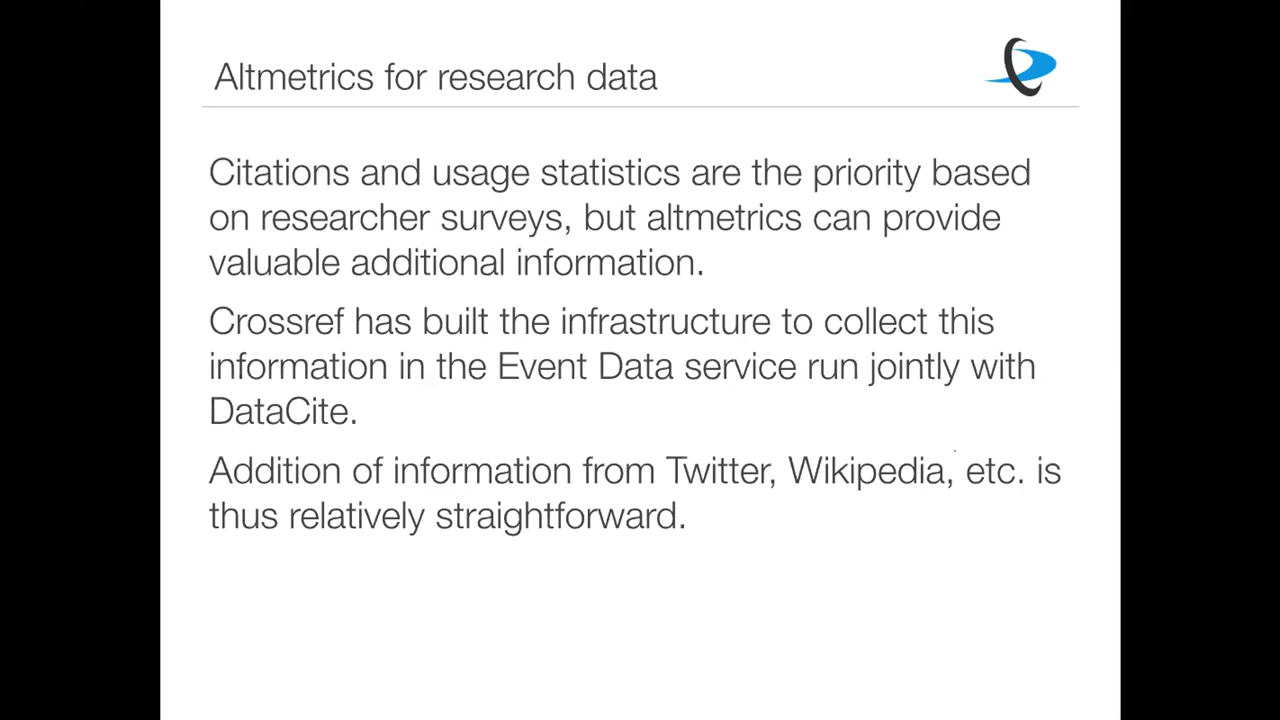 Altmetrics for research data
Citations and usage statistics are the priority based
on researcher surveys, but altmetrics can provide
valuable additional information.
Crossref has built the infrastructure to collect this
information in the Event Data service run jointly with
DataCite.
Addition of information from Twitter, Wikipedia, etc. is
thus relatively straightforward.